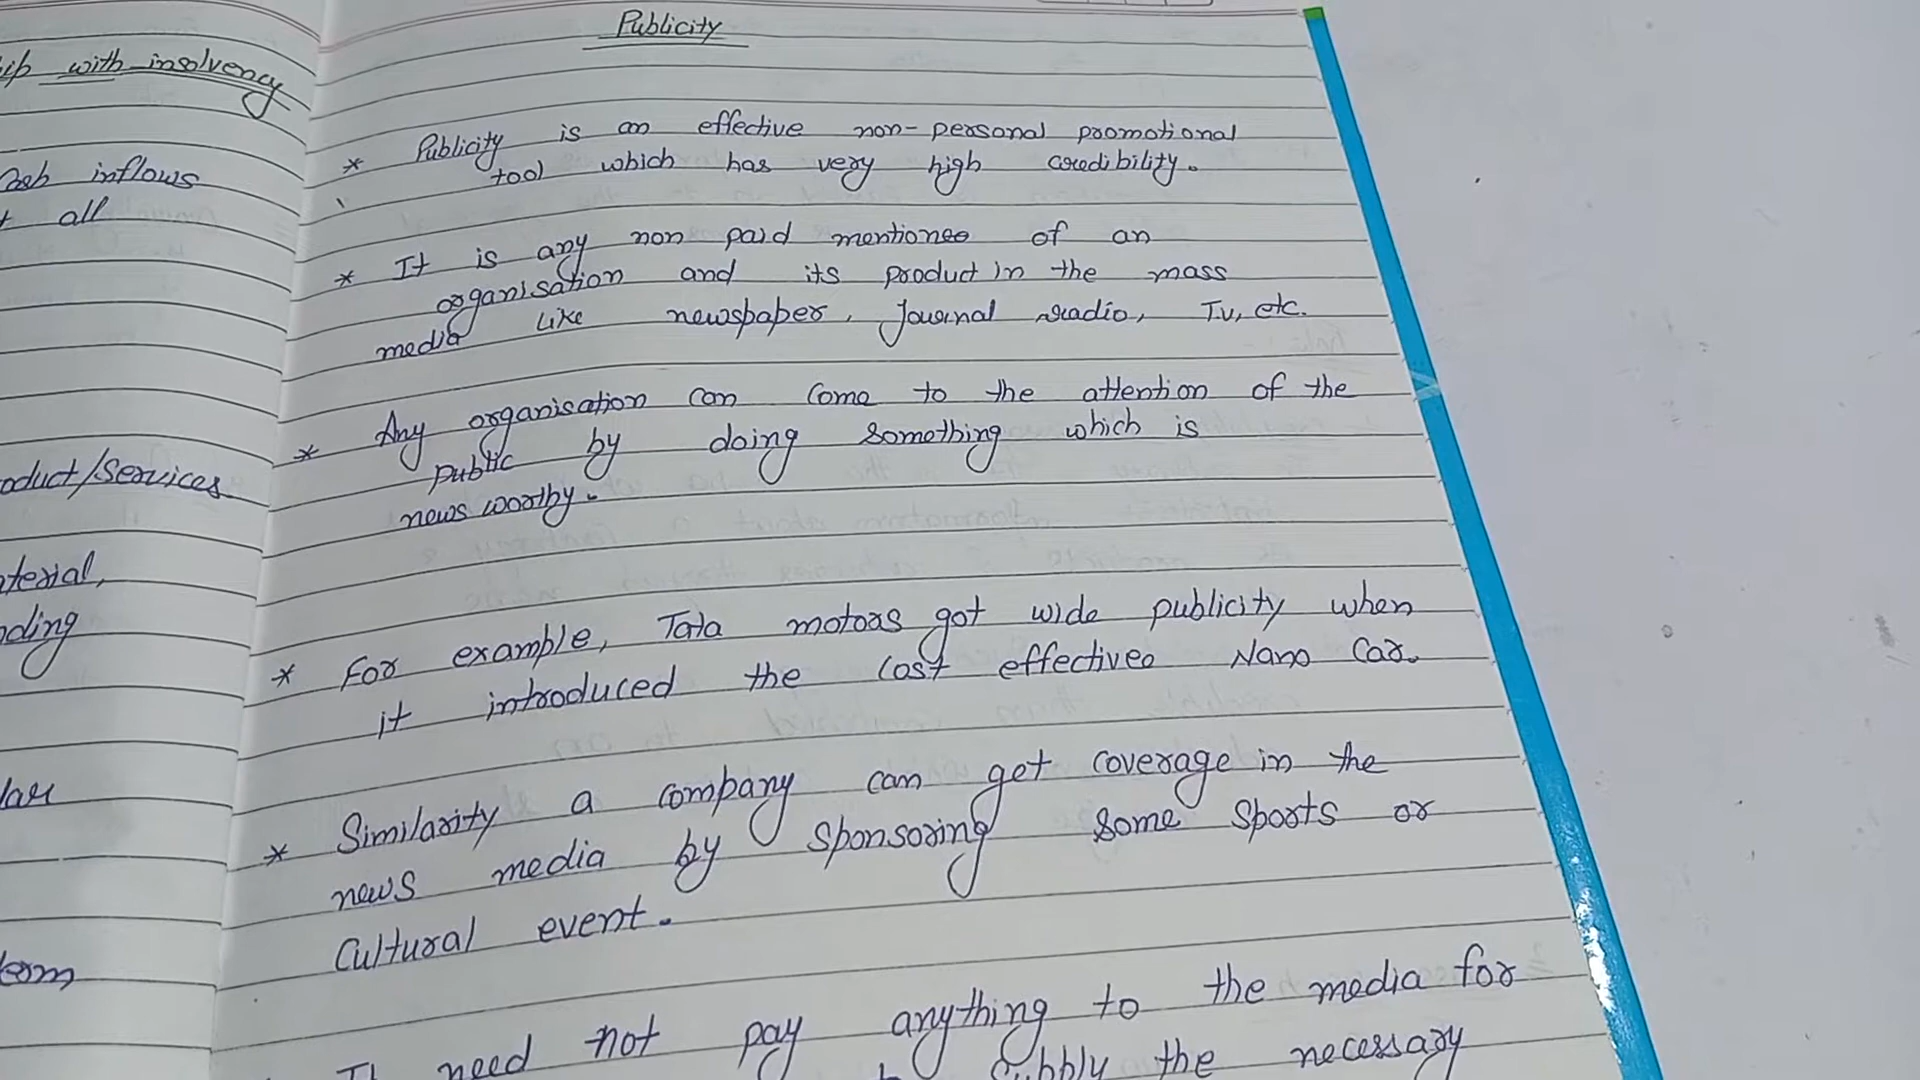 ip with insolvency
Cash inflows
t all
oduct/Services
aterial,
nding
lar
Publicity
* Publicity is an effective non-personal promotional
tool which has very high credibility.
* It is any non paid mentionee of an
organisation and its product in the mass
media like newspaper, Journal radio, T.v, etc.
* Any organisation can Come to the attention of the
public by doing something which is
news worthy.
* For example, Tata motors got wide publicity when
it introduced the Cost effectivee Nano Car.
* Similarity a company can get coverage in the
news media by sponsoring some sports or
Cultural event.
need not pay anything to the media for
the necessary